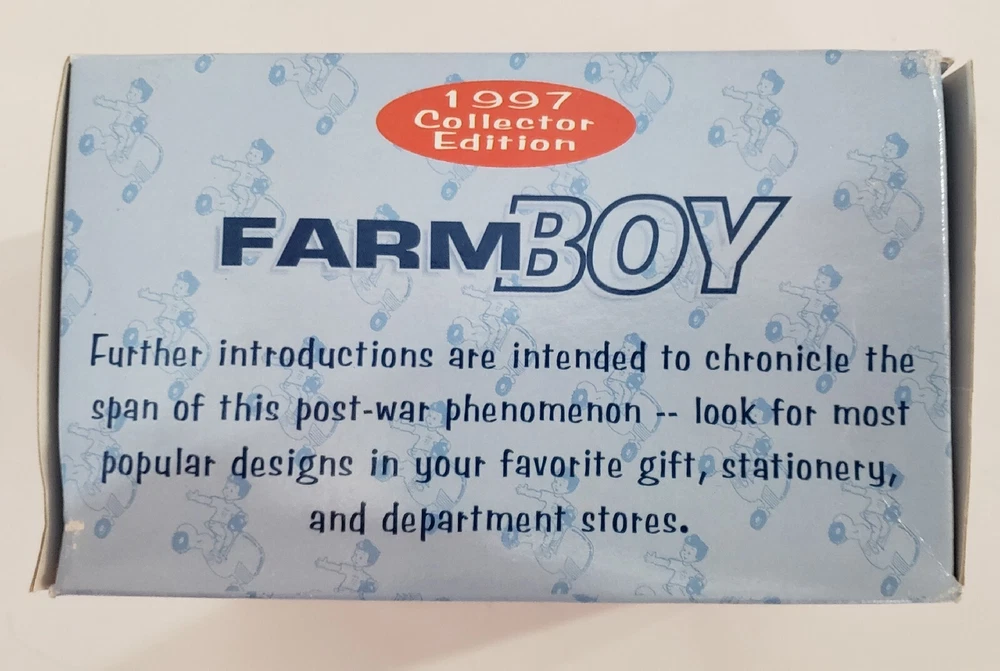 1997
Collector
Edition
FARMBOY
Further introductions are intended to chronicle the
span of this post-war phenomenon -- look for most
popular designs in your favorite gift, stationery,
and department stores.